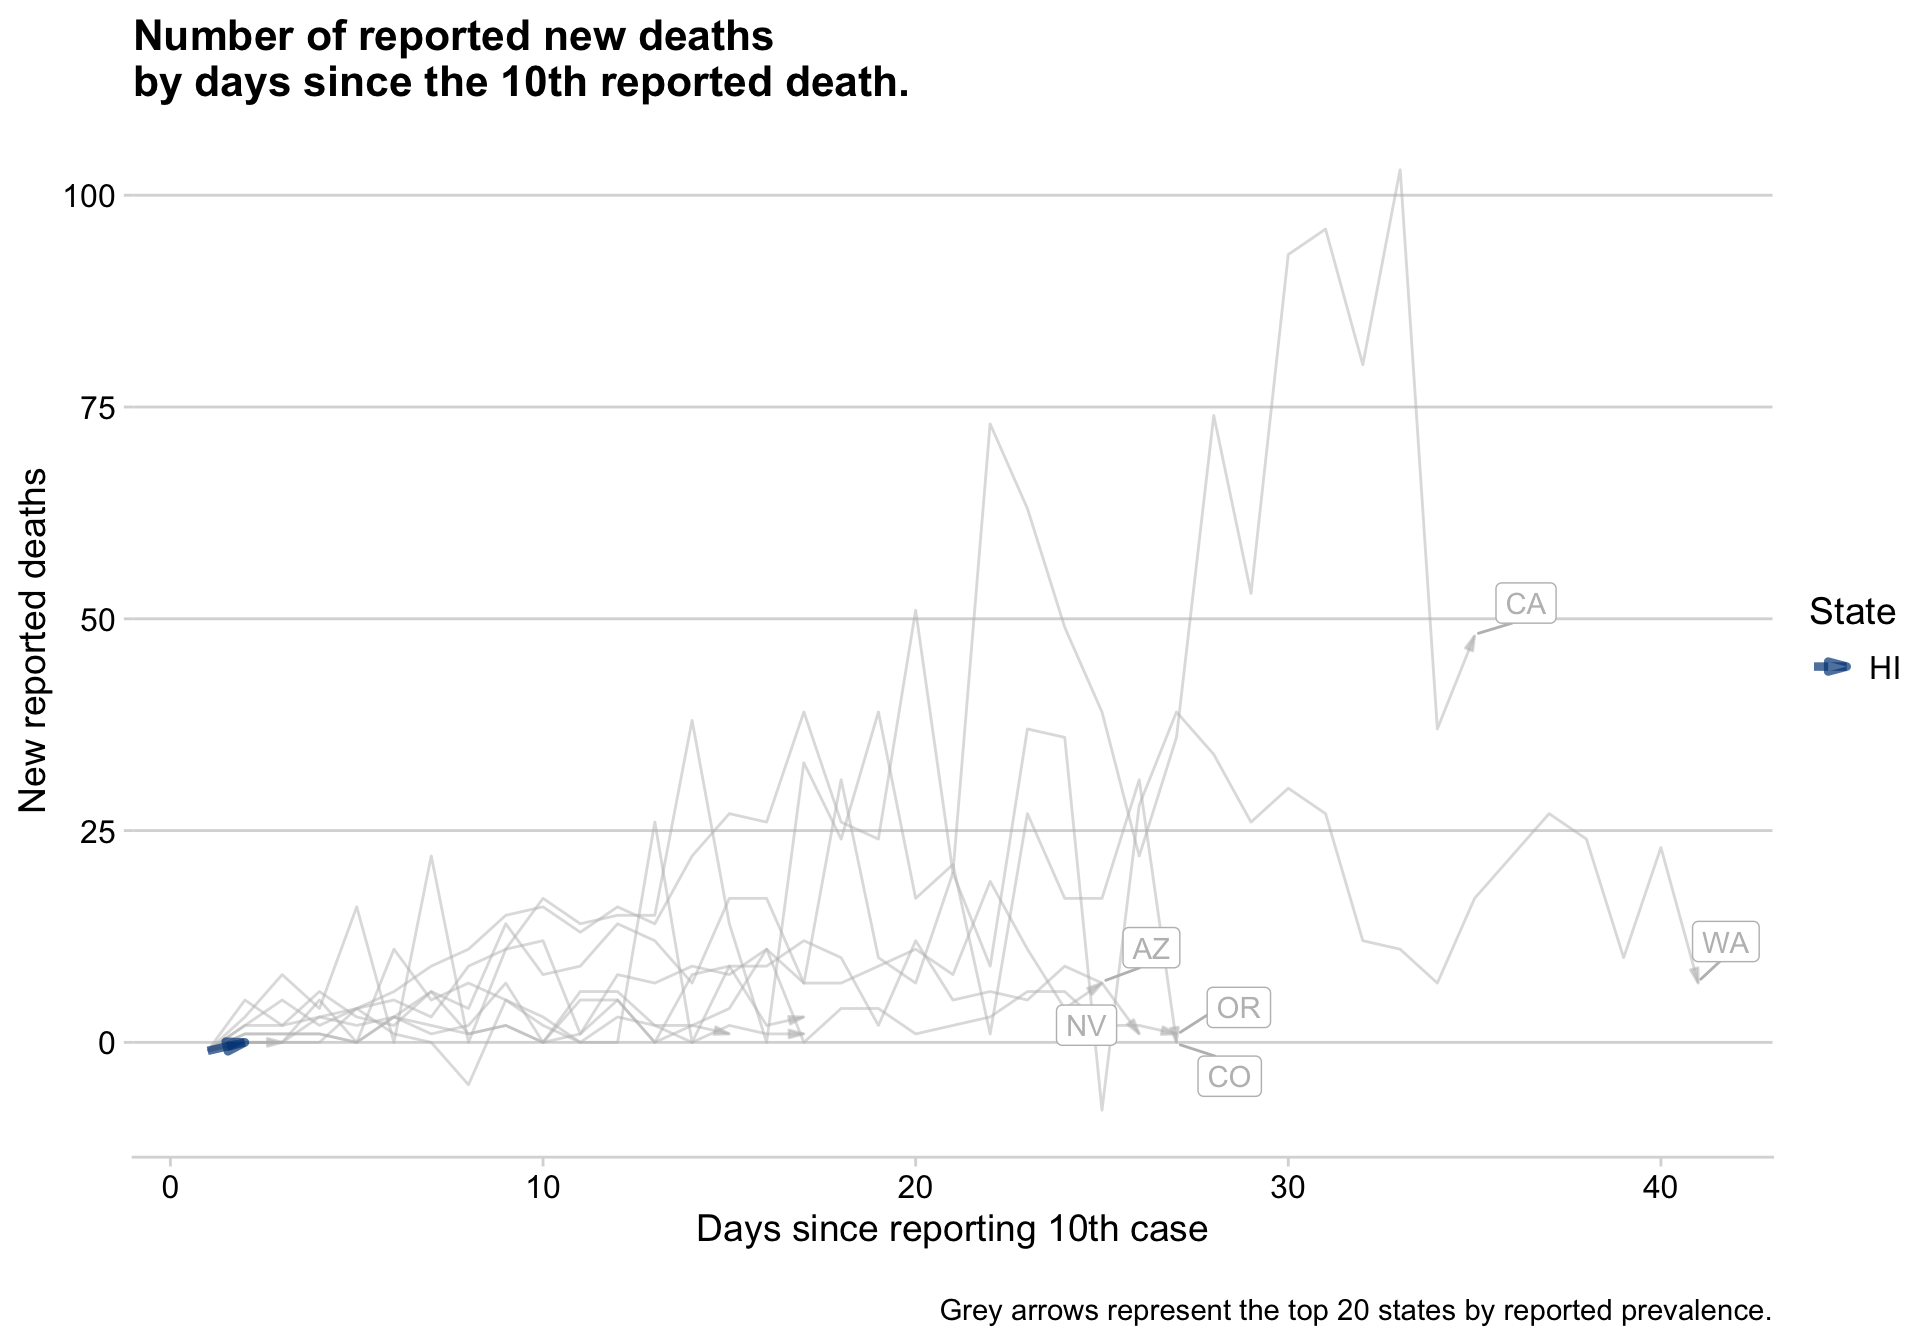 Number of reported new deaths
by days since the 10th reported death.
100
75
50
25
0
New reported deaths
CA
WA
AZ
OR
NV
CO
State
HI
0 10 20 30 40
Days since reporting 10th case
Grey arrows represent the top 20 states by reported prevalence.